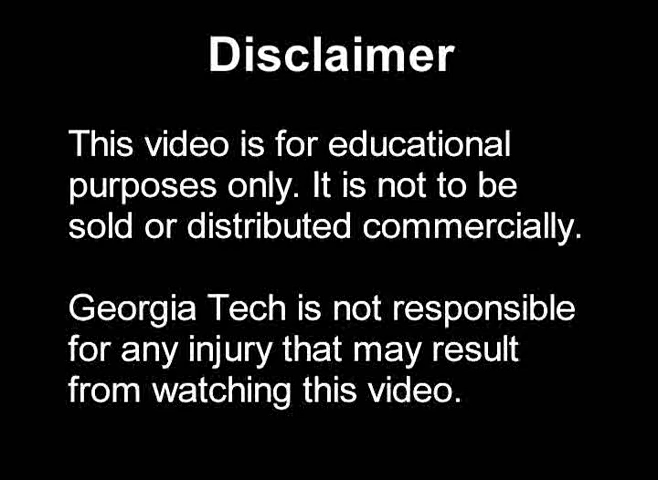 Disclaimer
This video is for educational
purposes only. It is not to be
sold or distributed commercially.
Georgia Tech is not responsible
for any injury that may result
from watching this video.